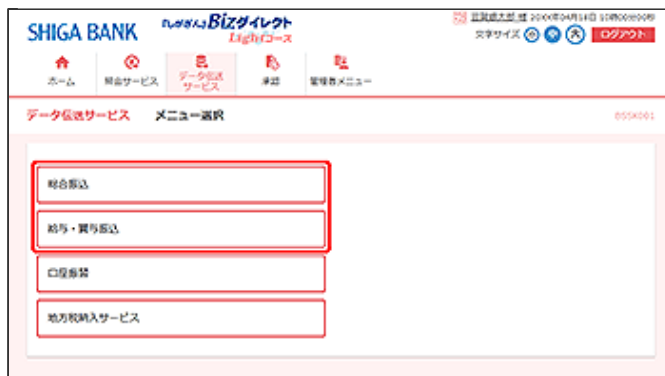 SHIGA BANK
『しがぎん』Bizダイレクト
Lightコース
文字サイズ 小 中 大 ログアウト
ホーム 照会サービス データ伝送サービス 承認 管理者メニュー
データ伝送サービス メニュー選択 BSSK001
総合振込
給与・賞与振込
口座振替
地方税納入サービス